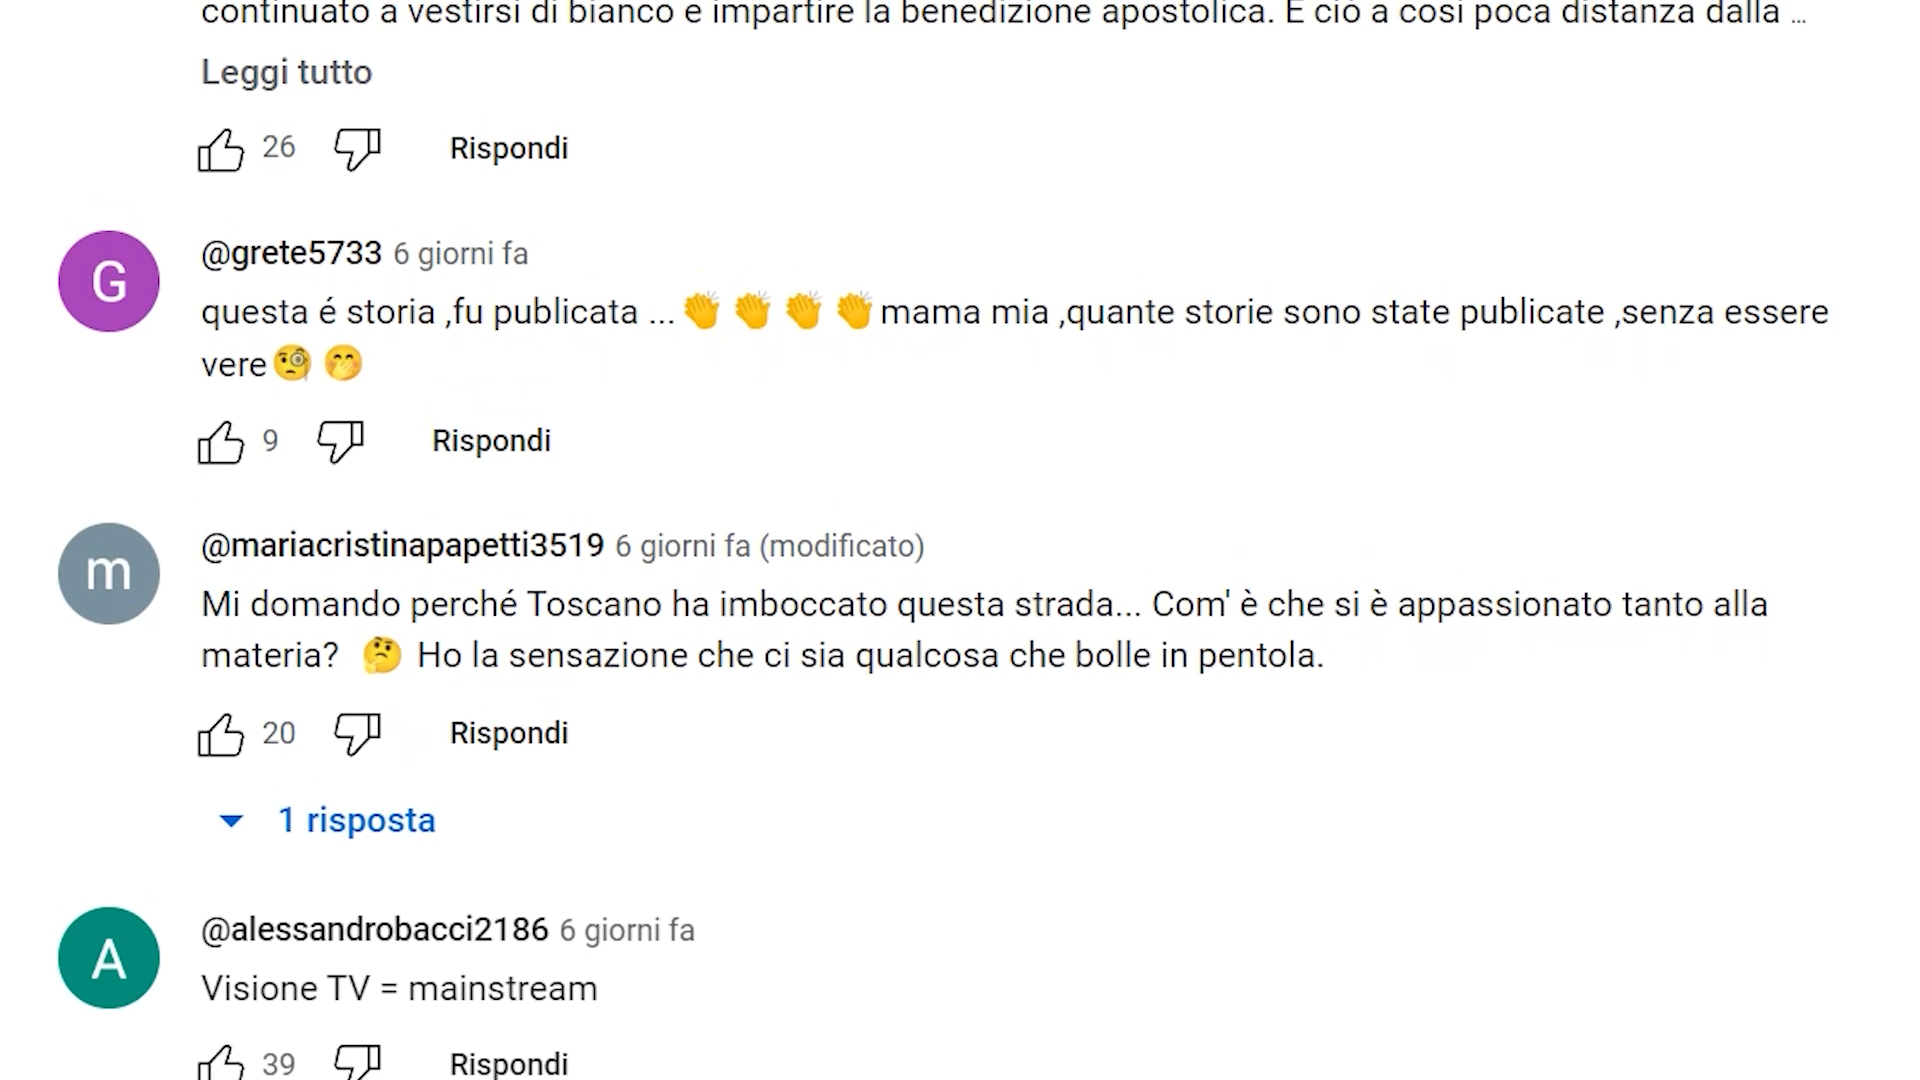 continuato a vestirsi di bianco e impartire la benedizione apostolica. E ciò a così poca distanza dalla ...
Leggi tutto
26 Rispondi
G
@grete5733 6 giorni fa
questa é storia ,fu publicata ... 👏 👏 👏 👏 mama mia ,quante storie sono state publicate ,senza essere
vere 🧐 🤭
9 Rispondi
m
@mariacristinapapetti3519 6 giorni fa (modificato)
Mi domando perché Toscano ha imboccato questa strada... Com' è che si è appassionato tanto alla
materia? 🤔 Ho la sensazione che ci sia qualcosa che bolle in pentola.
20 Rispondi
1 risposta
A
@alessandrobacci2186 6 giorni fa
Visione TV = mainstream
39 Rispondi